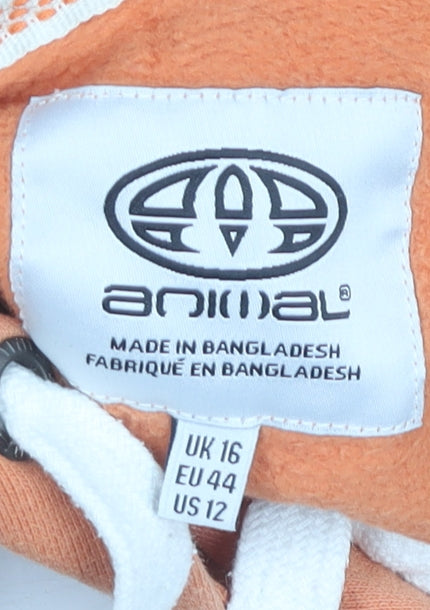 animal®
MADE IN BANGLADESH
FABRIQUÉ EN BANGLADESH
UK 16
EU 44
US 12